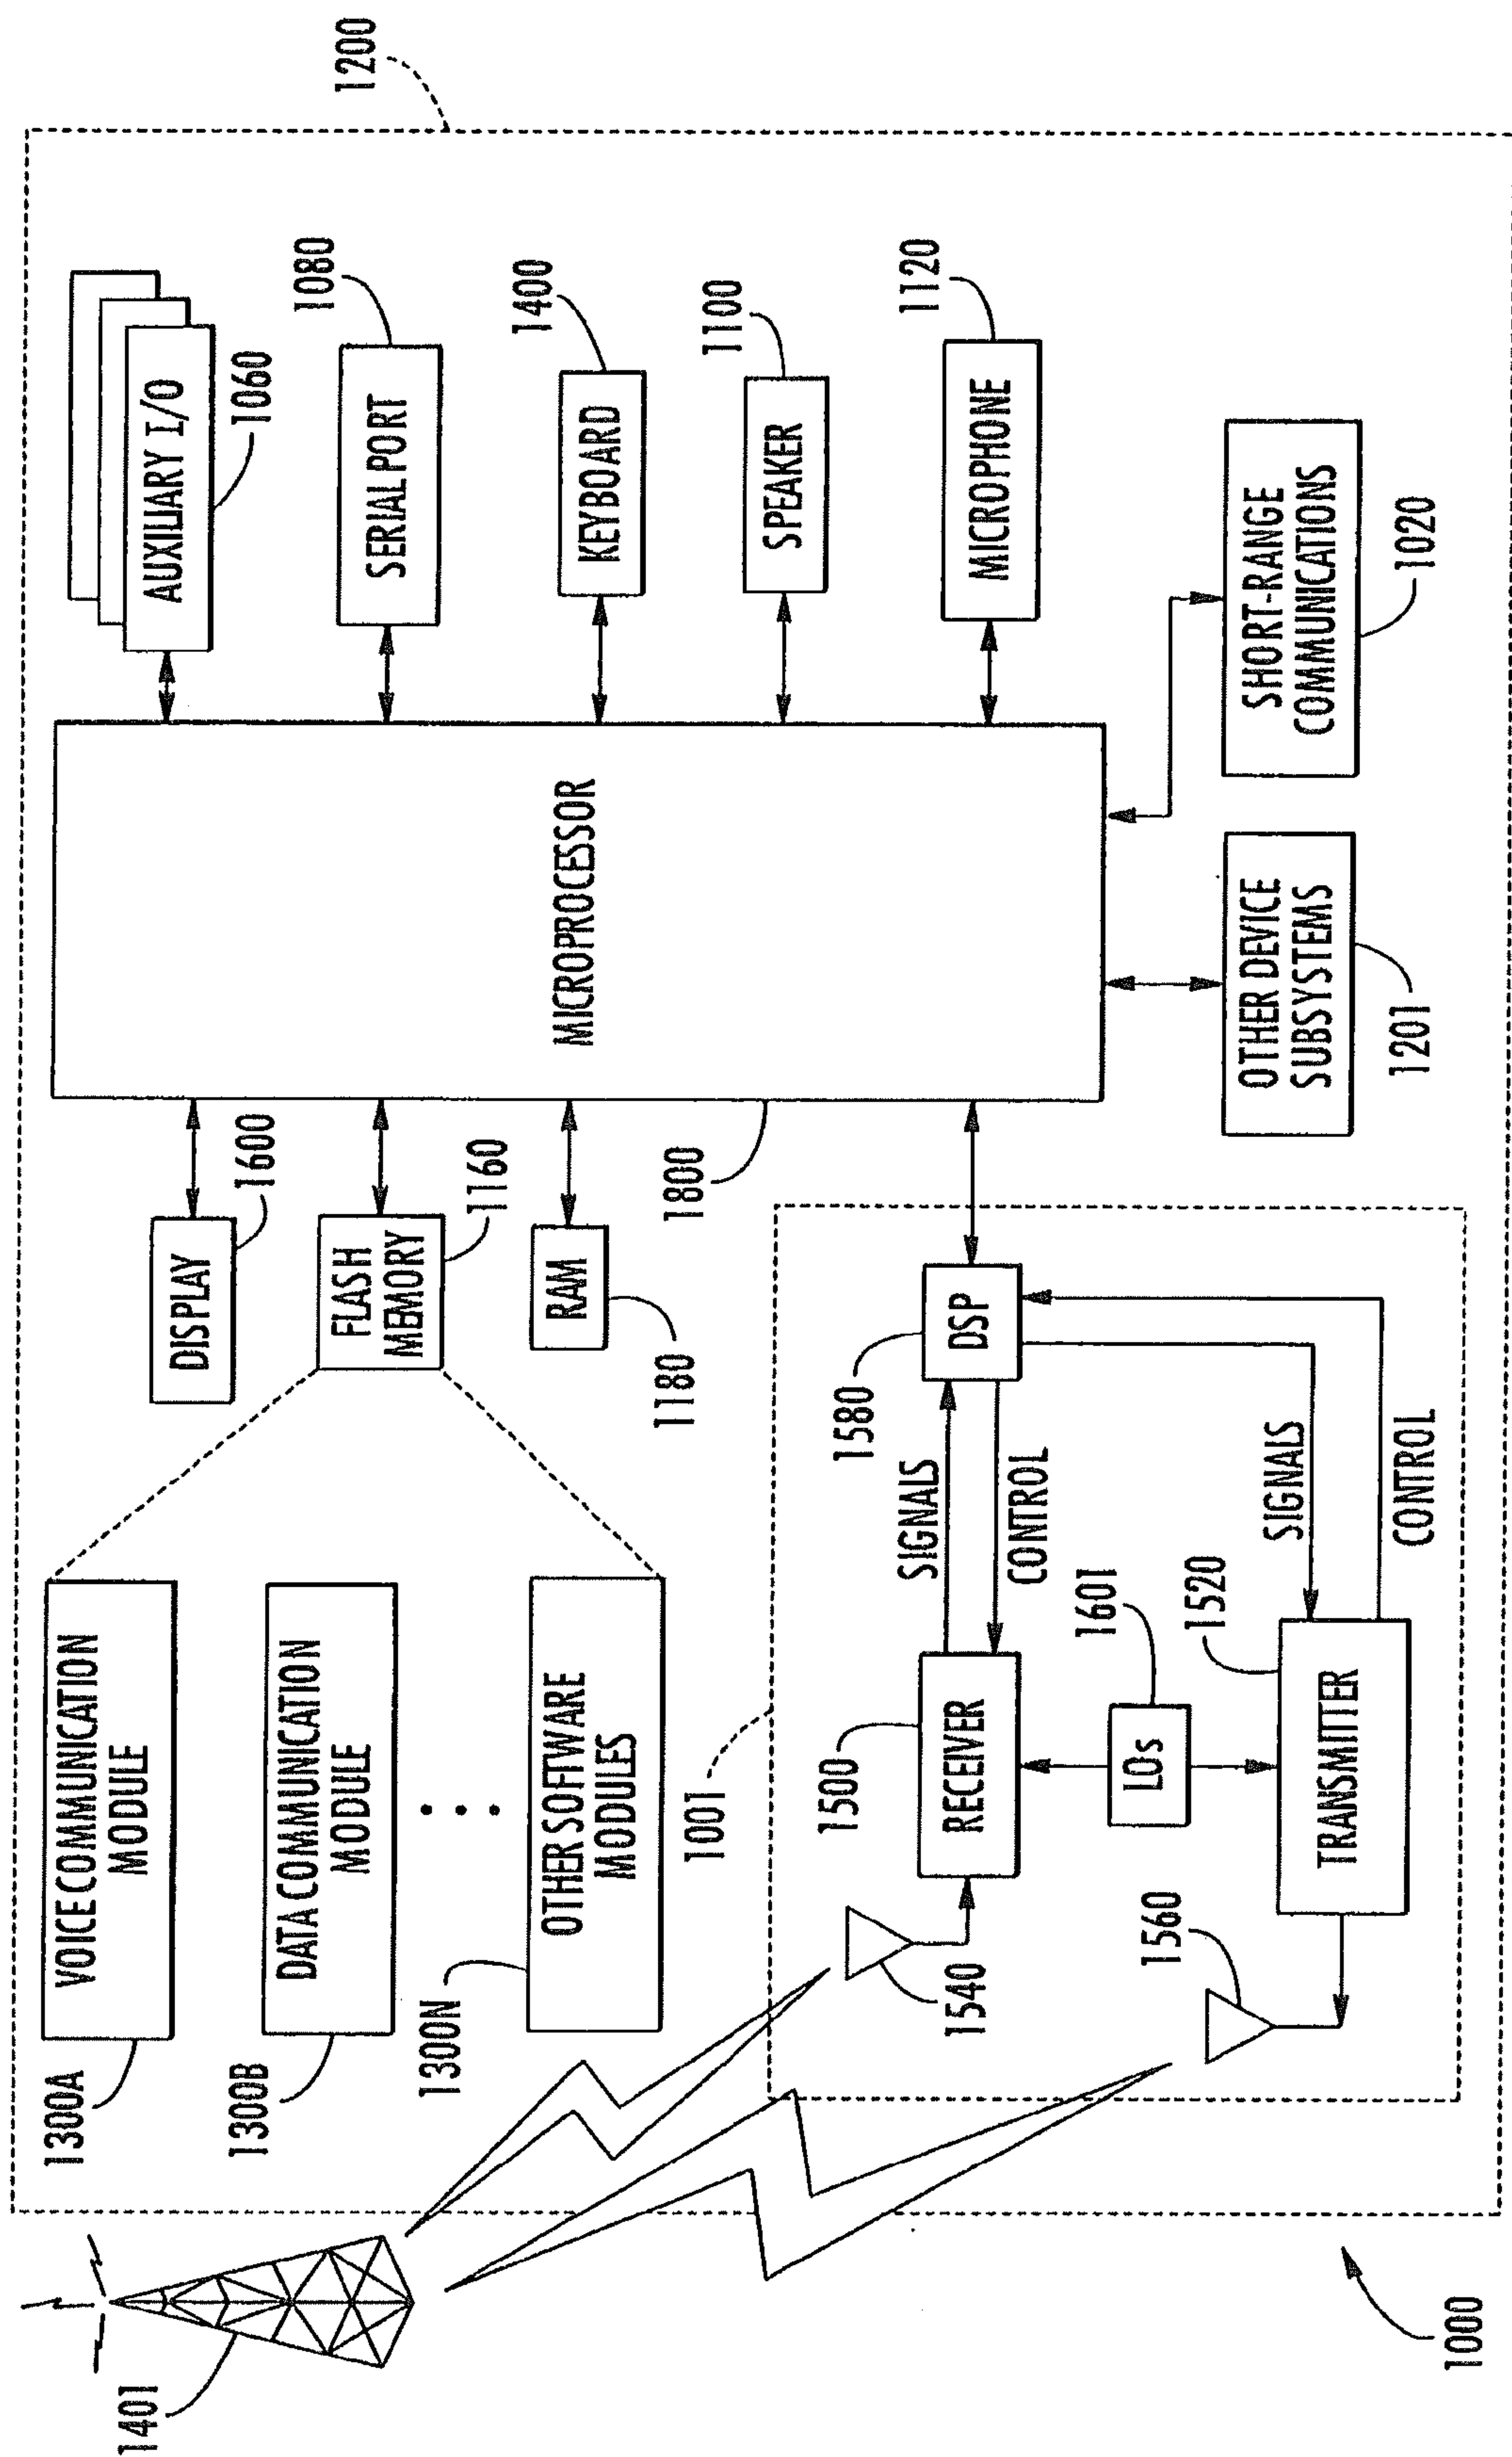 1401
1300A
VOICE COMMUNICATION
MODULE
1300B
DATA COMMUNICATION
MODULE
1300N
OTHER SOFTWARE
MODULES
DISPLAY
1600
FLASH
MEMORY
1160
RAM
1180
1800
MICROPROCESSOR
AUXILIARY I/O
1060
SERIAL PORT
1080
KEYBOARD
1400
SPEAKER
1100
MICROPHONE
1120
SHORT-RANGE
COMMUNICATIONS
1020
OTHER DEVICE
SUBSYSTEMS
1201
1200
1001
1500
RECEIVER
1540
SIGNALS
CONTROL
1580
DSP
1601
LOs
1520
TRANSMITTER
1560
SIGNALS
CONTROL
1000